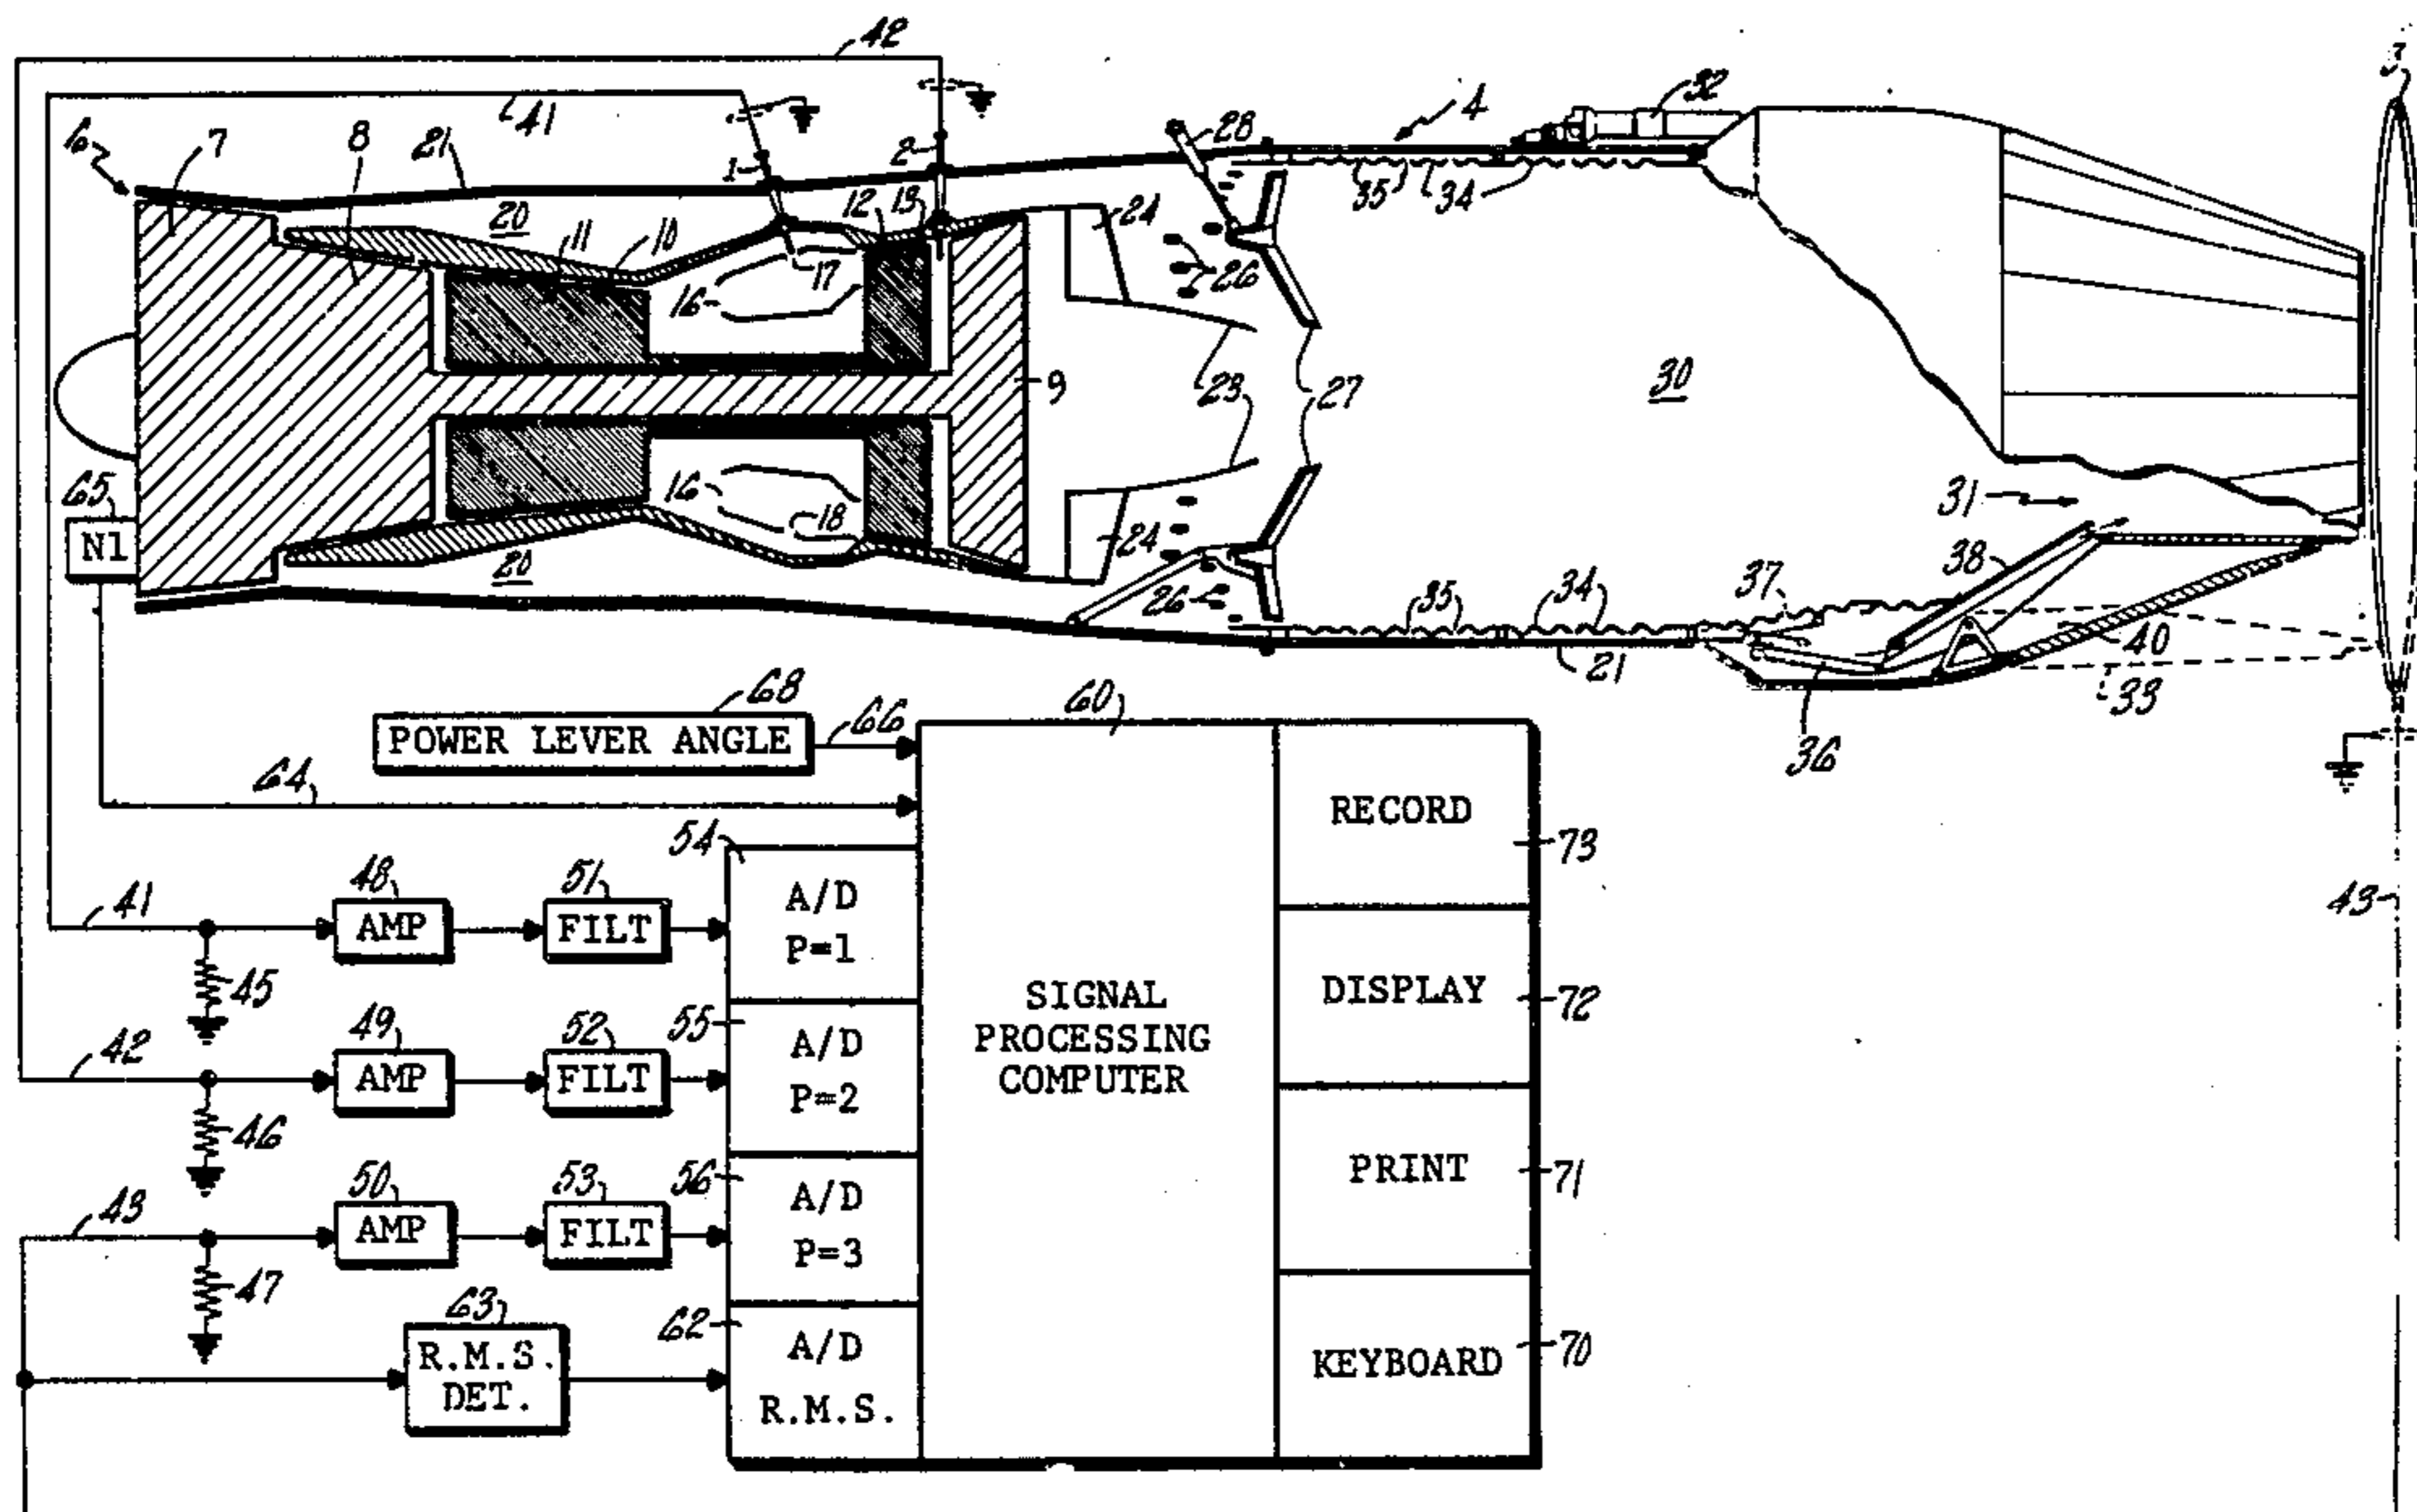 42
3
32
4
41
28
6
7
8
21
2
1
35
34
20
11
10
12
13
24
17
16
26
23
9
27
30
65
16
31
N1
18
24
38
20
26
35
34
37
40
21
33
68
60
36
POWER LEVER ANGLE
66
64
RECORD
54
73
48
51
A/D
41
AMP
FILT
P=1
43
45
SIGNAL
DISPLAY
72
49
52
55
A/D
PROCESSING
42
AMP
FILT
P=2
COMPUTER
46
50
53
56
A/D
PRINT
71
43
AMP
FILT
P=3
47
63
62
A/D
70
R.M.S.
KEYBOARD
DET.
R.M.S.